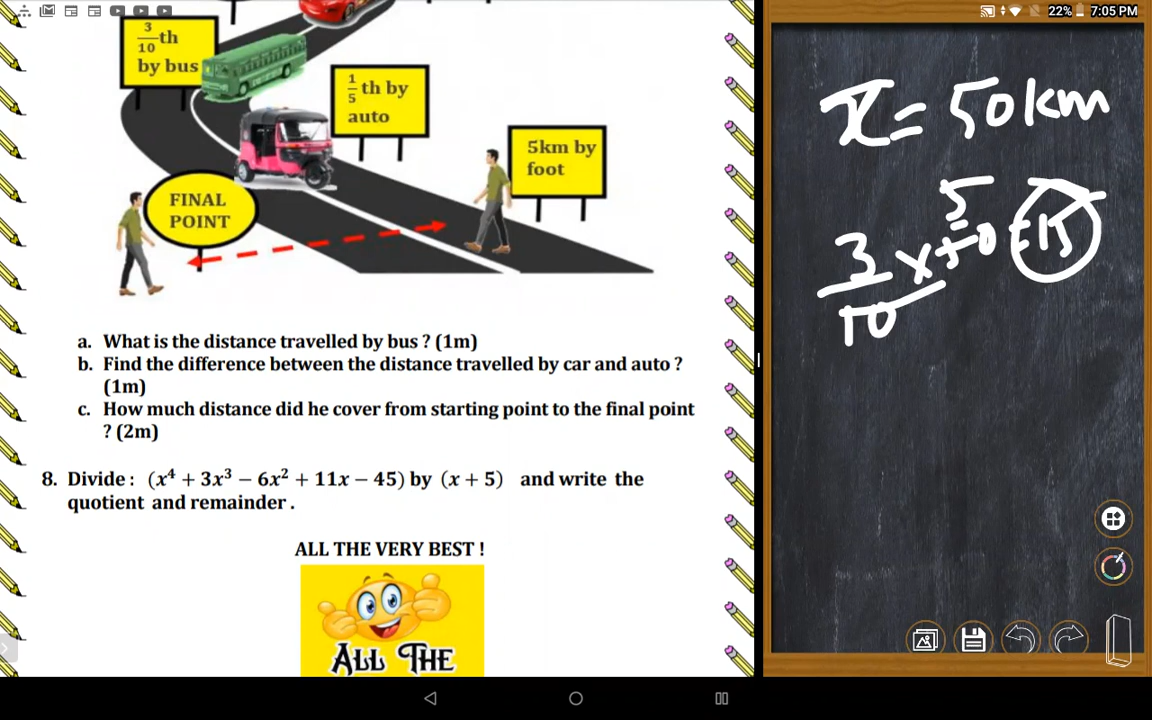 22% 7:05 PM
3/10 th
by bus
1/5 th by
auto
5km by
foot
FINAL
POINT
a. What is the distance travelled by bus ? (1m)
b. Find the difference between the distance travelled by car and auto ?
(1m)
c. How much distance did he cover from starting point to the final point
? (2m)
8. Divide : (x⁴ + 3x³ − 6x² + 11x − 45) by (x + 5) and write the
quotient and remainder .
ALL THE VERY BEST !
ALL THE
x = 50km
5
3/10 × 50 = 15